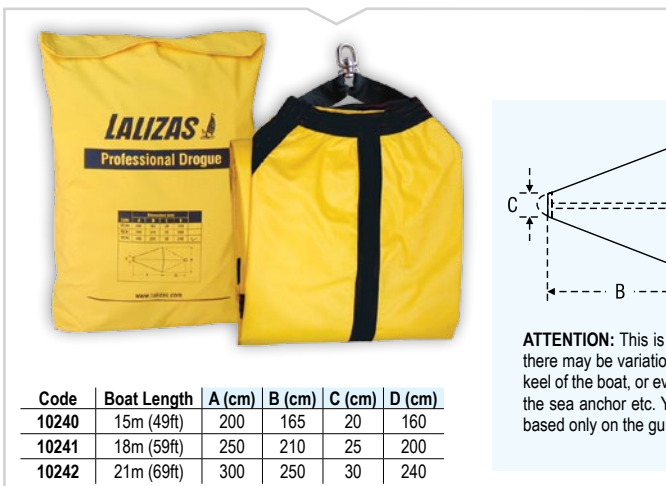 LALIZAS
Professional Drogue
www.lalizas.com
C
B
ATTENTION: This is
there may be variatio
keel of the boat, or ev
the sea anchor etc. Y
based only on the gu
Code Boat Length A (cm) B (cm) C (cm) D (cm)
10240 15m (49ft) 200 165 20 160
10241 18m (59ft) 250 210 25 200
10242 21m (69ft) 300 250 30 240